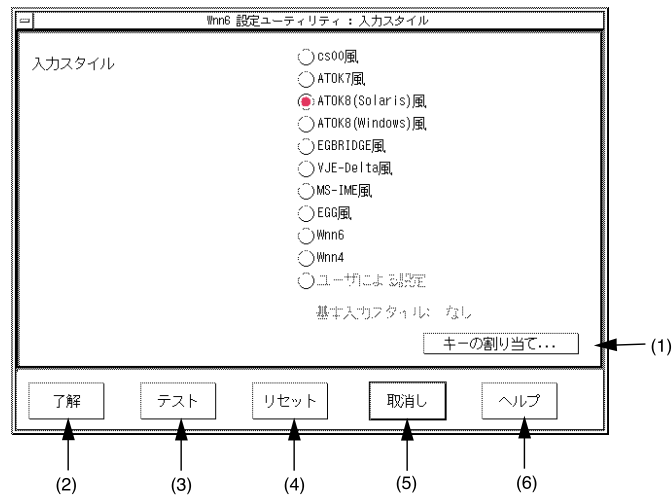 Wnn6 設定ユーティリティ : 入力スタイル
入力スタイル
cs00風
ATOK7風
ATOK8(Solaris)風
ATOK8(Windows)風
EGBRIDGE風
VJE-Delta風
MS-IME風
EGG風
Wnn6
Wnn4
ユーザによる設定
基本入力スタイル: なし
キーの割り当て...
(1)
了解
テスト
リセット
取消し
ヘルプ
(2)
(3)
(4)
(5)
(6)